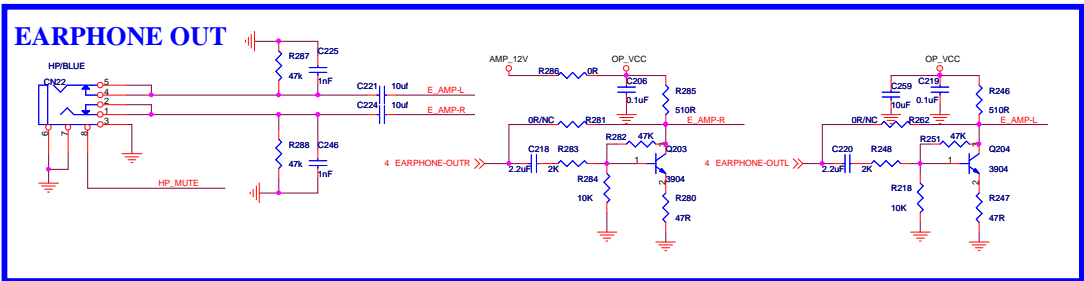 EARPHONE OUT
HP/BLUE
CN22
5
4
2
1
3
6
7
8
HP_MUTE
R287
47k
C225
1nF
C221
10uf
E_AMP-L
C224
10uf
E_AMP-R
R288
47k
C246
1nF
AMP_12V
R286
0R
OP_VCC
C206
0.1uF
R285
510R
E_AMP-R
0R/NC
R281
R282
47K
3
Q203
4 EARPHONE-OUTR
C218
2.2uF
R283
2K
1
3904
2
R284
10K
R280
47R
OP_VCC
C259
10uF
C219
0.1uF
R246
510R
E_AMP-L
0R/NC
R262
R251
47K
3
Q204
4 EARPHONE-OUTL
C220
2.2uF
R248
2K
1
3904
2
R218
10K
R247
47R